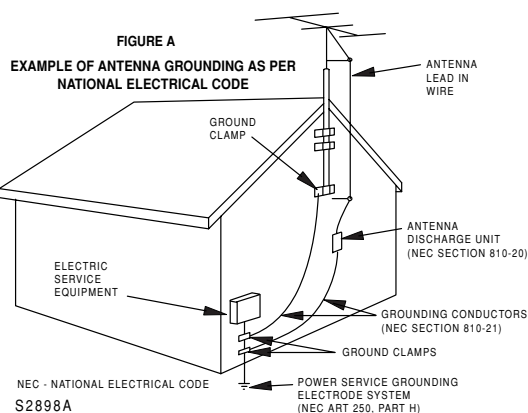 FIGURE A
EXAMPLE OF ANTENNA GROUNDING AS PER
NATIONAL ELECTRICAL CODE
ANTENNA
LEAD IN
WIRE
GROUND
CLAMP
ANTENNA
DISCHARGE UNIT
(NEC SECTION 810-20)
ELECTRIC
SERVICE
EQUIPMENT
GROUNDING CONDUCTORS
(NEC SECTION 810-21)
GROUND CLAMPS
NEC - NATIONAL ELECTRICAL CODE
S2898A
POWER SERVICE GROUNDING
ELECTRODE SYSTEM
(NEC ART 250, PART H)